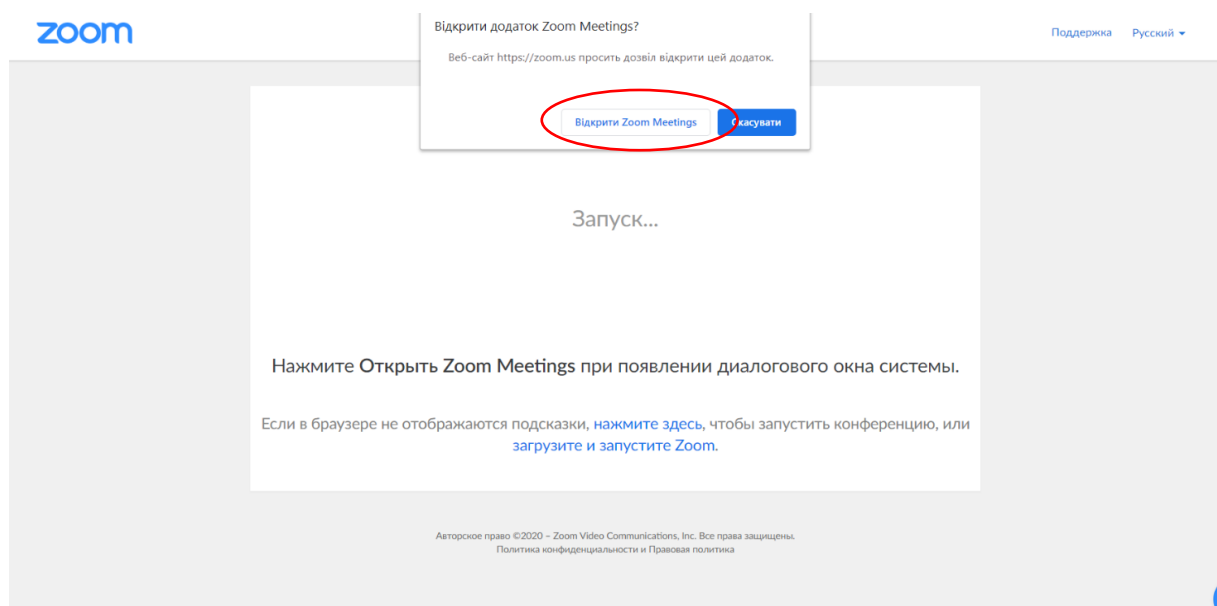 zoom
Поддержка Русский
Відкрити додаток Zoom Meetings?
Веб-сайт https://zoom.us просить дозвіл відкрити цей додаток.
Відкрити Zoom Meetings Скасувати
Запуск...
Нажмите Открыть Zoom Meetings при появлении диалогового окна системы.
Если в браузере не отображаются подсказки, нажмите здесь, чтобы запустить конференцию, или
загрузите и запустите Zoom.
Авторское право ©2020 – Zoom Video Communications, Inc. Все права защищены.
Политика конфиденциальности и Правовая политика